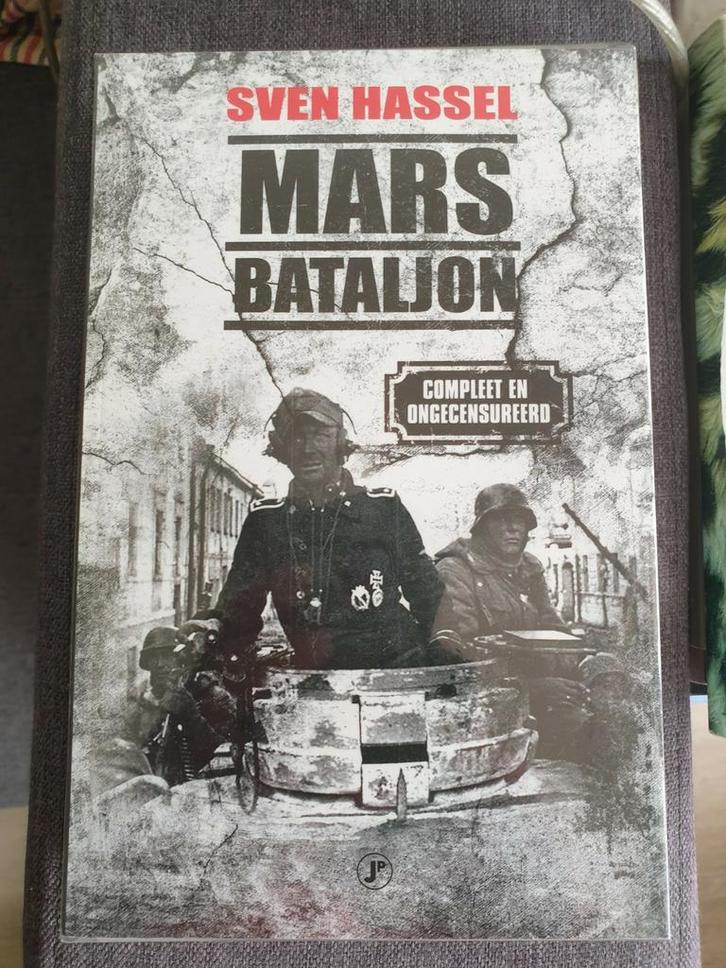 SVEN HASSEL
MARS
BATALJON
COMPLEET EN
ONGECENSUREERD
JP